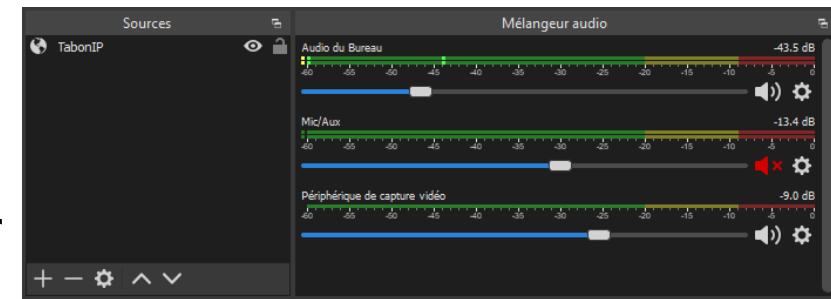 Sources
TabonIP
Mélangeur audio
Audio du Bureau -43.5 dB
-60 -55 -50 -45 -40 -35 -30 -25 -20 -15 -10 -5 0
Mic/Aux -13.4 dB
-60 -55 -50 -45 -40 -35 -30 -25 -20 -15 -10 -5 0
Périphérique de capture vidéo -9.0 dB
-60 -55 -50 -45 -40 -35 -30 -25 -20 -15 -10 -5 0